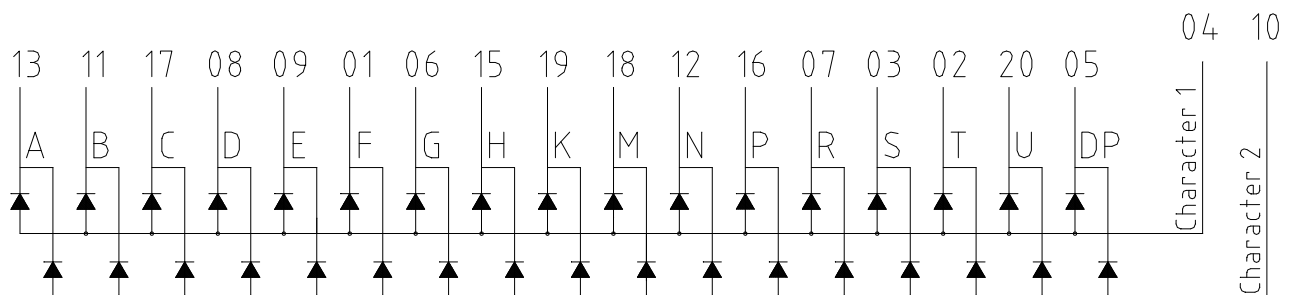 04 10
13 11 17 08 09 01 06 15 19 18 12 16 07 03 02 20 05
A B C D E F G H K M N P R S T U DP
Character 1
Character 2